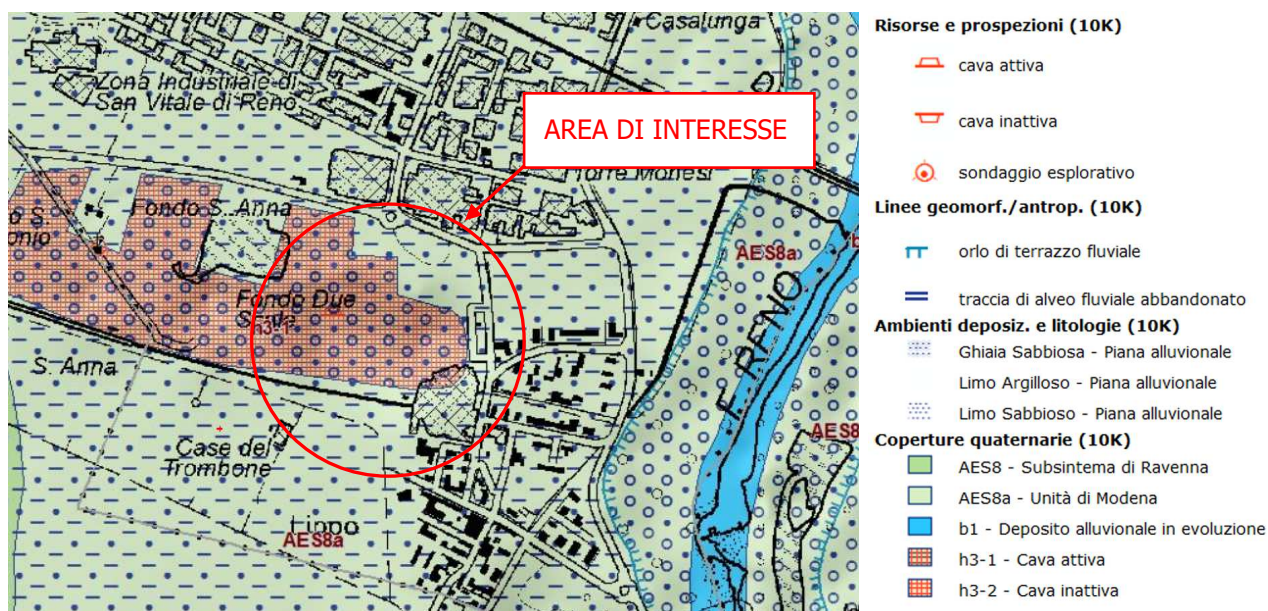 Casalunga
Zona Industriale di
San Vitale di Reno
AREA DI INTERESSE
Torre Monesi
Fondo S. Anna
AES8a
F. RENO
Fondo Due
h3-1
S. Anna
AES8
Case del
Trombone
Lippo
AES8a
Risorse e prospezioni (10K)
cava attiva
cava inattiva
sondaggio esplorativo
Linee geomorf./antrop. (10K)
orlo di terrazzo fluviale
traccia di alveo fluviale abbandonato
Ambienti deposiz. e litologie (10K)
Ghiaia Sabbiosa - Piana alluvionale
Limo Argilloso - Piana alluvionale
Limo Sabbioso - Piana alluvionale
Coperture quaternarie (10K)
AES8 - Subsintema di Ravenna
AES8a - Unità di Modena
b1 - Deposito alluvionale in evoluzione
h3-1 - Cava attiva
h3-2 - Cava inattiva